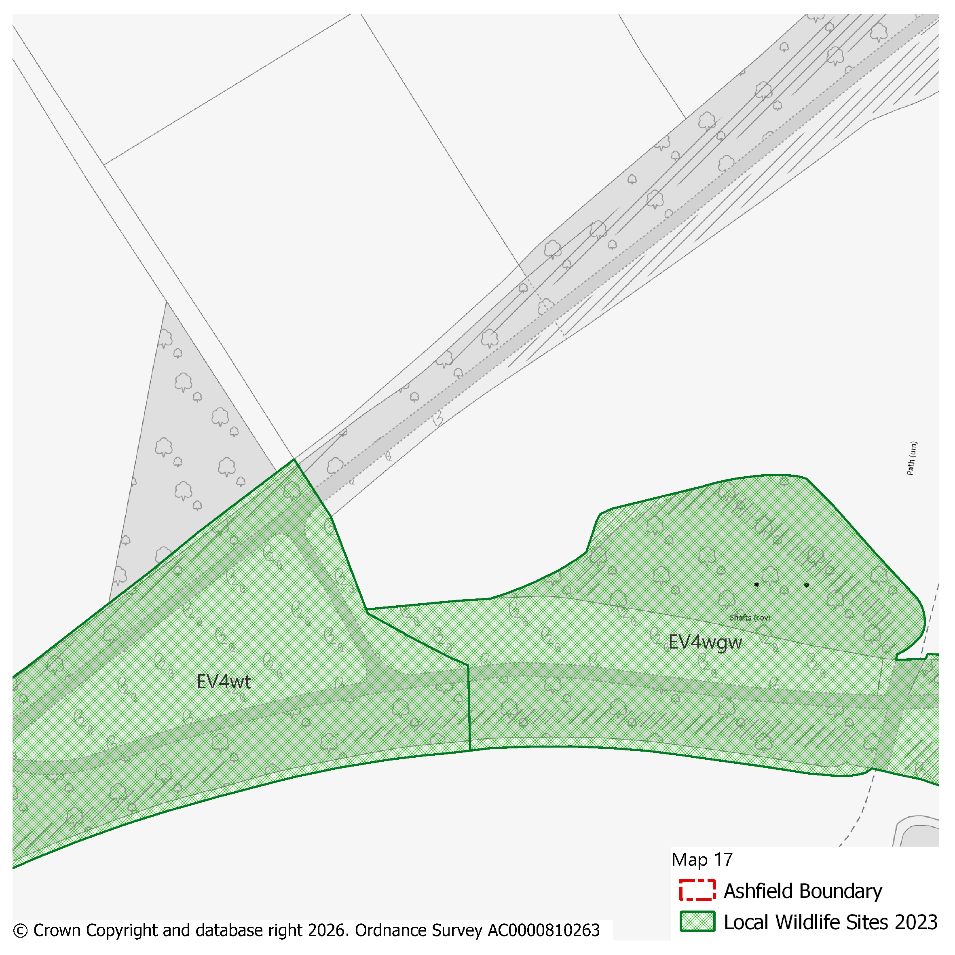 Path (um)
Shafts (cov)
EV4wgw
EV4wt
Map 17
Ashfield Boundary
Local Wildlife Sites 2023
© Crown Copyright and database right 2026. Ordnance Survey AC0000810263